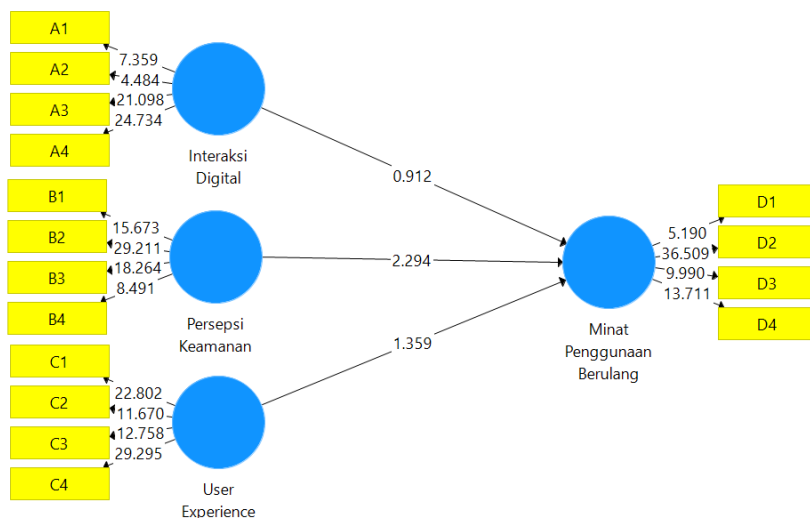 A1
A2
A3
A4
7.359
4.484
21.098
24.734
Interaksi
Digital
B1
B2
B3
B4
15.673
29.211
18.264
8.491
Persepsi
Keamanan
C1
C2
C3
C4
22.802
11.670
12.758
29.295
User
Experience
0.912
2.294
1.359
Minat
Penggunaan
Berulang
5.190
36.509
9.990
13.711
D1
D2
D3
D4